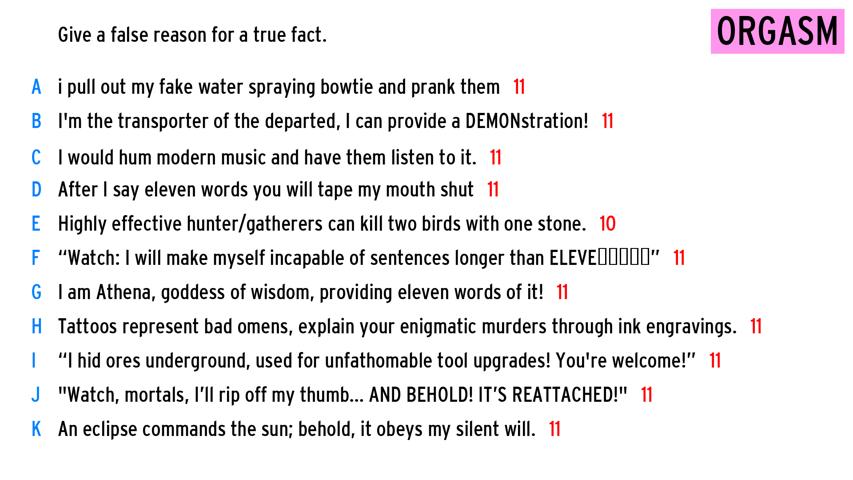 Give a false reason for a true fact.
ORGASM
A i pull out my fake water spraying bowtie and prank them 11
B I'm the transporter of the departed, I can provide a DEMONstration! 11
C I would hum modern music and have them listen to it. 11
D After I say eleven words you will tape my mouth shut 11
E Highly effective hunter/gatherers can kill two birds with one stone. 10
F “Watch: I will make myself incapable of sentences longer than ELEVE▯▯▯▯▯” 11
G I am Athena, goddess of wisdom, providing eleven words of it! 11
H Tattoos represent bad omens, explain your enigmatic murders through ink engravings. 11
I “I hid ores underground, used for unfathomable tool upgrades! You're welcome!” 11
J "Watch, mortals, I’ll rip off my thumb... AND BEHOLD! IT’S REATTACHED!" 11
K An eclipse commands the sun; behold, it obeys my silent will. 11